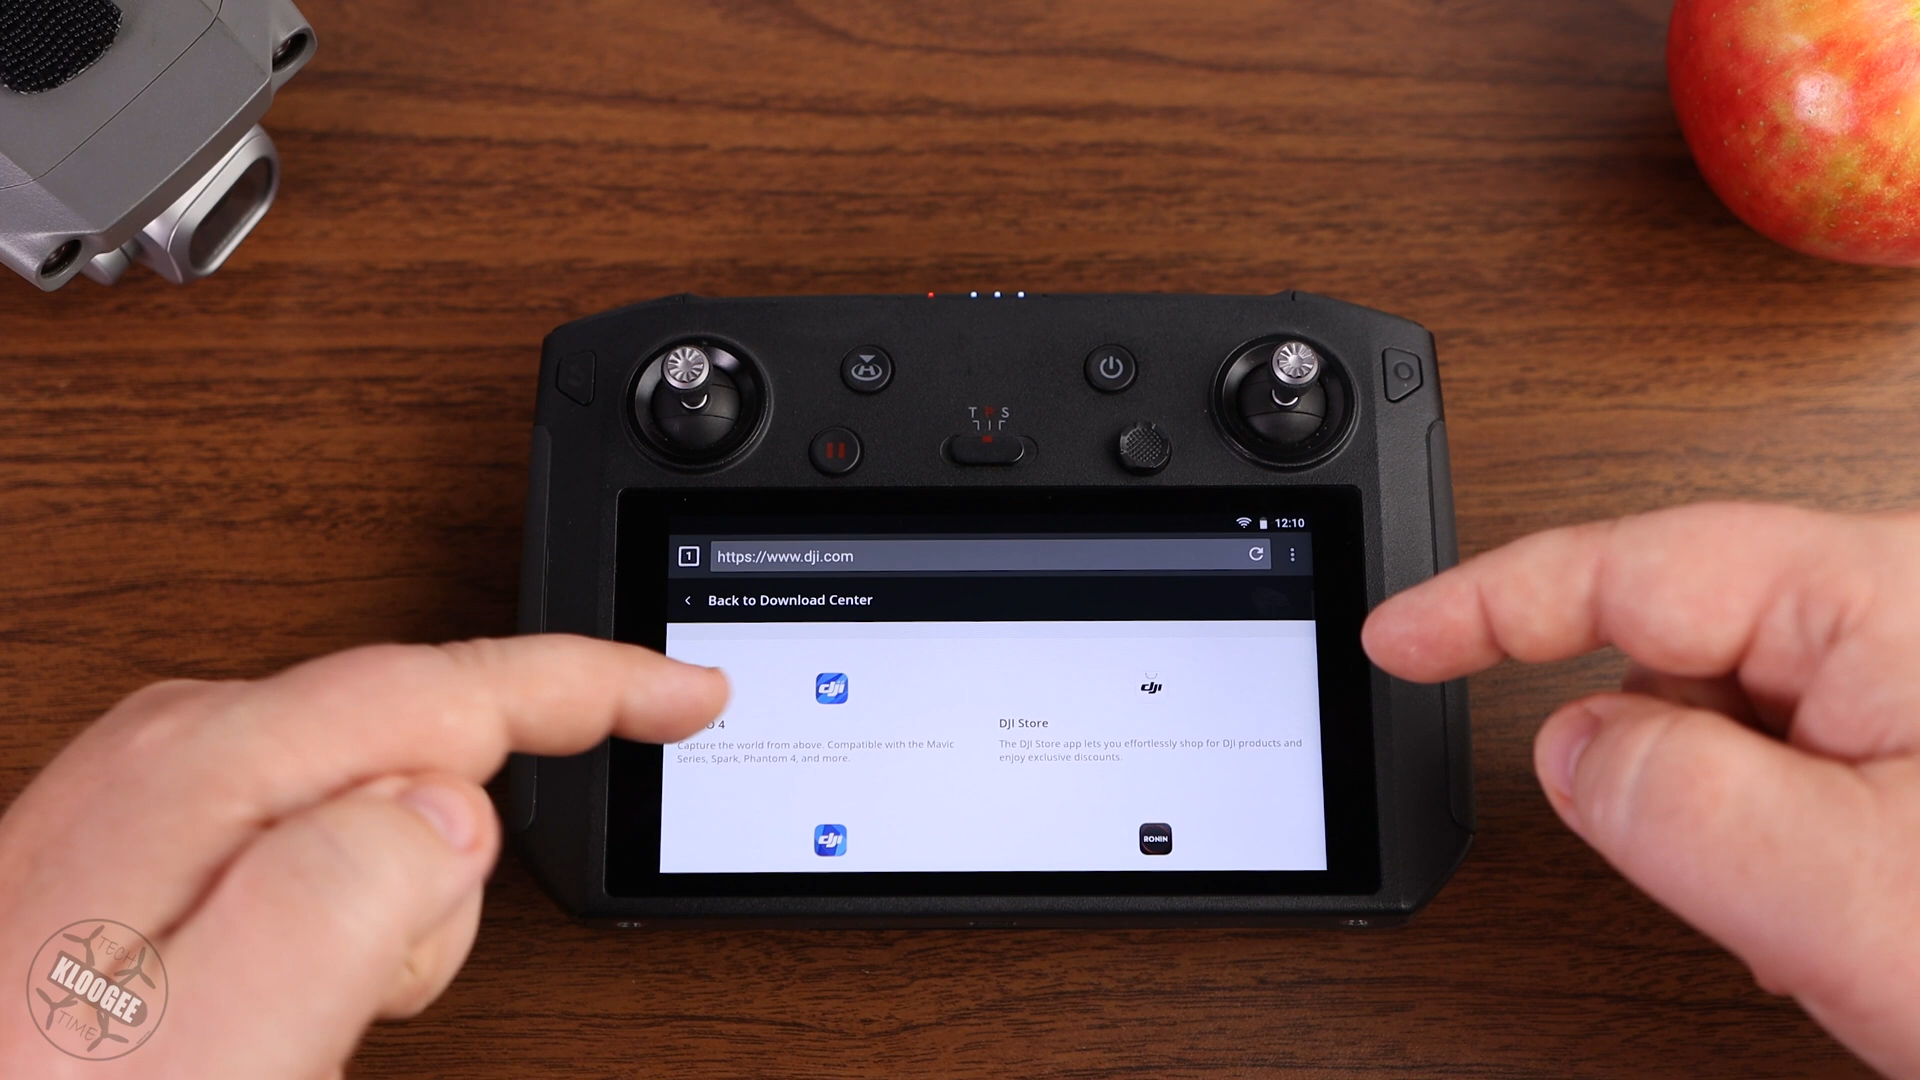 T P S
12:10
1
https://www.dji.com
Back to Download Center
dji
dji
O 4
DJI Store
Capture the world from above. Compatible with the Mavic
Series, Spark, Phantom 4, and more.
The DJI Store app lets you effortlessly shop for DJI products and
enjoy exclusive discounts.
dji
RONIN
TECH
KLOOGEE
TIME